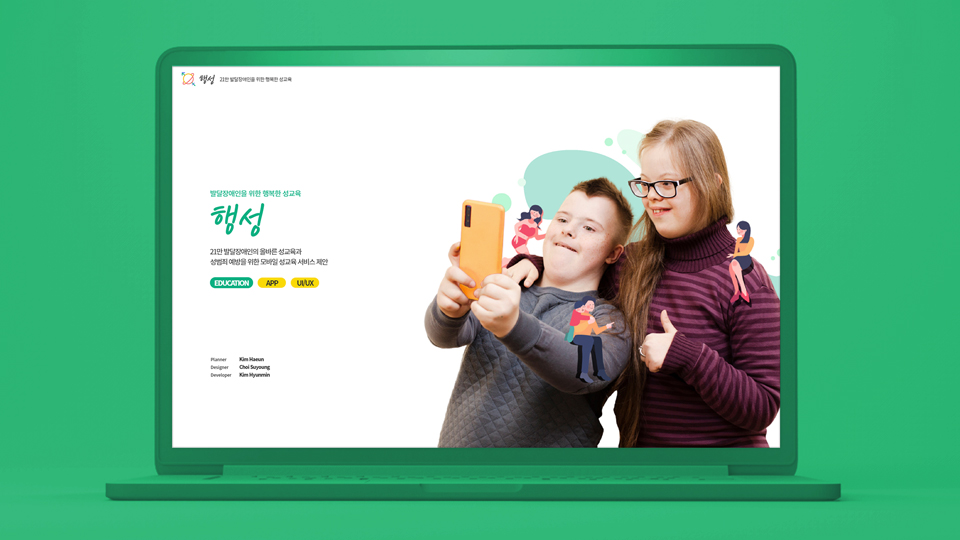 행성 21만 발달장애인을 위한 행복한 성교육
발달장애인을 위한 행복한 성교육
행성
21만 발달장애인의 올바른 성교육과
성범죄 예방을 위한 모바일 성교육 서비스 제안
EDUCATION APP UI/UX
Planner Kim Haeun
Designer Choi Suyoung
Developer Kim Hyunmin